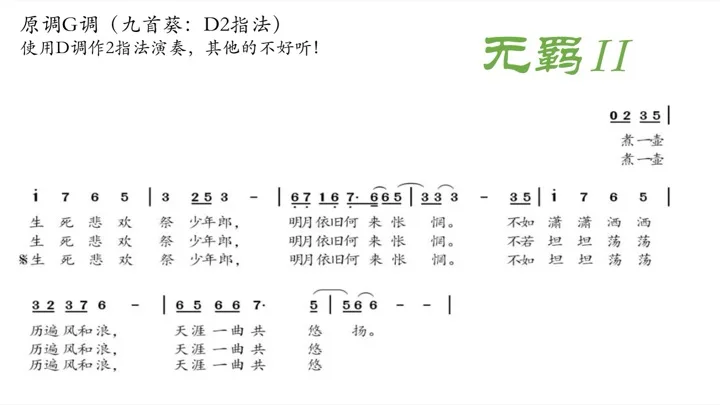 原调G调（九首葵：D2指法）
使用D调作2指法演奏，其他的不好听！
无羁II
0 2 3 5 |
煮一壶
煮一壶
i 7 6 5 | 3 2 5 3 - | 6 7 1 6 7· 6 6 6 5 | 3 3 3 - 3 5 | i 7 6 5 |
生 死 悲 欢 祭 少年郎， 明月依旧何 来 怅 惘。 不如 潇 潇 洒 洒
生 死 悲 欢 祭 少年郎， 明月依旧何 来 怅 惘。 不若 坦 坦 荡 荡
𝄋生 死 悲 欢 祭 少年郎， 明月依旧何 来 怅 惘。 不如 坦 坦 荡 荡
3 2 3 7 6 - | 6 5 6 6 7· 5 | 5 6 6 - - |
历遍风和浪， 天涯 一曲 共 悠 扬。
历遍风和浪， 天涯 一曲 共 悠
历遍风和浪， 天涯 一曲 共 悠